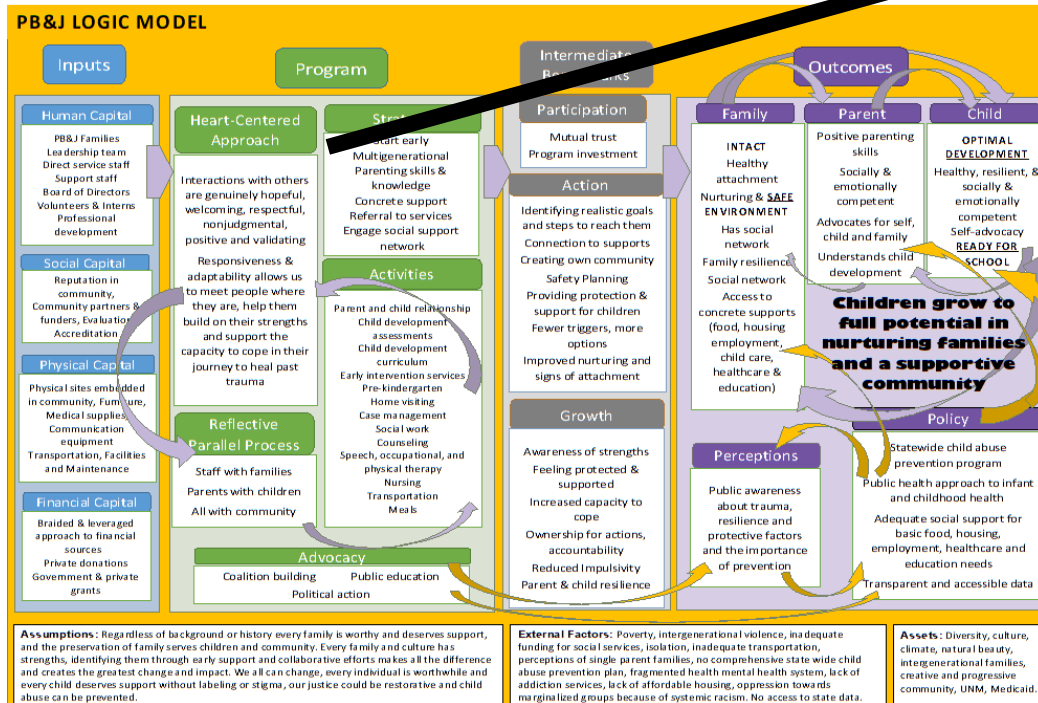 PB&J LOGIC MODEL
Inputs
Human Capital
PB&J Families
Leadership team
Direct service staff
Support staff
Board of Directors
Volunteers & Interns
Professional
development
Social Capital
Reputation in
community,
Community partners &
funders, Evaluation
Accreditation
Physical Capital
Physical sites embedded
in community, Furniture,
Medical supplies,
Communication
equipment
Transportation, Facilities
and Maintenance
Financial Capital
Braided & leveraged
approach to financial
sources
Private donations
Government & private
grants
Program
Heart-Centered
Approach
Interactions with others
are genuinely hopeful,
welcoming, respectful,
nonjudgmental,
positive and validating
Responsiveness &
adaptability allows us
to meet people where
they are, help them
build on their strengths
and support the
capacity to cope in their
journey to heal past
trauma
Reflective
Parallel Process
Staff with families
Parents with children
All with community
Start early
Multigenerational
Parenting skills &
knowledge
Concrete support
Referral to services
Engage social support
network
Activities
Parent and child relationship
Child development
assessments
Child development
curriculum
Early intervention services
Pre-kindergarten
Home visiting
Case management
Social work
Counseling
Speech, occupational, and
physical therapy
Nursing
Transportation
Meals
Advocacy
Coalition building Public education
Political action
Intermediate
Participation
Mutual trust
Program investment
Action
Identifying realistic goals
and steps to reach them
Connection to supports
Creating own community
Safety Planning
Providing protection &
support for children
Fewer triggers, more
options
Improved nurturing and
signs of attachment
Growth
Awareness of strengths
Feeling protected &
supported
Increased capacity to
cope
Ownership for actions,
accountability
Reduced Impulsivity
Parent & child resilience
Outcomes
Family
INTACT
Healthy
attachment
Nurturing & SAFE
ENVIRONMENT
Has social
network
Family resilience
Social network
Access to
concrete supports
(food, housing
employment,
child care,
healthcare &
education)
Parent
Positive parenting
skills
Socially &
emotionally
competent
Advocates for self,
child and family
Understands child
development
Child
OPTIMAL
DEVELOPMENT
Healthy, resilient, &
socially &
emotionally
competent
Self-advocacy
READY FOR
SCHOOL
Children grow to
full potential in
nurturing families
and a supportive
community
Perceptions
Public awareness
about trauma,
resilience and
protective factors
and the importance
of prevention
Policy
Statewide child abuse
prevention program
Public health approach to infant
and childhood health
Adequate social support for
basic food, housing,
employment, healthcare and
education needs
Transparent and accessible data
Assumptions: Regardless of background or history every family is worthy and deserves support,
and the preservation of family serves children and community. Every family and culture has
strengths, identifying them through early support and collaborative efforts makes all the difference
and creates the greatest change and impact. We all can change, every individual is worthwhile and
every child deserves support without labeling or stigma, our justice could be restorative and child
abuse can be prevented.
External Factors: Poverty, intergenerational violence, inadequate
funding for social services, isolation, inadequate transportation,
perceptions of single parent families, no comprehensive state wide child
abuse prevention plan, fragmented health mental health system, lack of
addiction services, lack of affordable housing, oppression towards
marginalized groups because of systemic racism. No access to state data.
Assets: Diversity, culture,
climate, natural beauty,
intergenerational families,
creative and progressive
community, UNM, Medicaid.